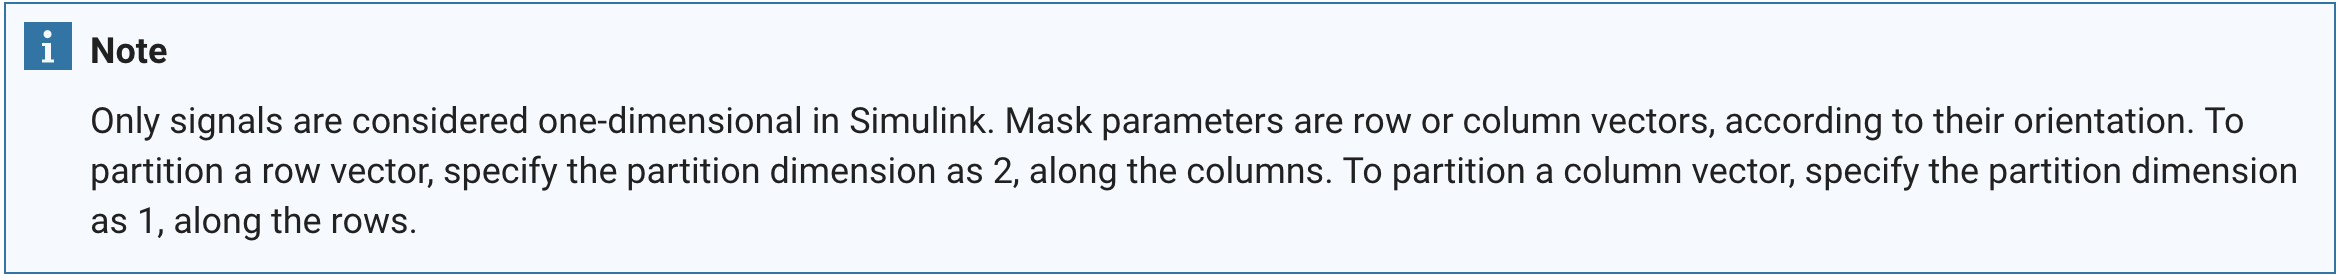 Note
Only signals are considered one-dimensional in Simulink. Mask parameters are row or column vectors, according to their orientation. To
partition a row vector, specify the partition dimension as 2, along the columns. To partition a column vector, specify the partition dimension
as 1, along the rows.